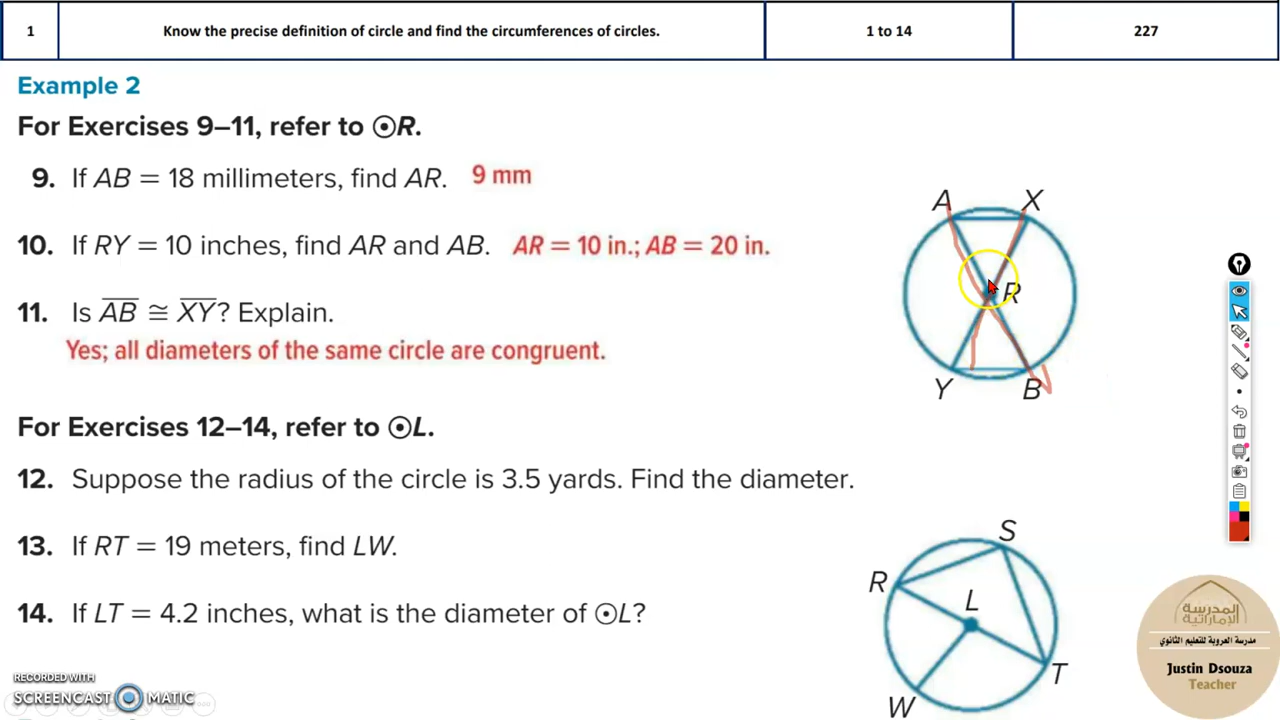 1 Know the precise definition of circle and find the circumferences of circles. 1 to 14 227
Example 2
For Exercises 9–11, refer to ⊙R.
9. If AB = 18 millimeters, find AR. 9 mm
10. If RY = 10 inches, find AR and AB. AR = 10 in.; AB = 20 in.
11. Is A̅B̅ ≅ X̅Y̅? Explain.
Yes; all diameters of the same circle are congruent.
A X
R
Y B
For Exercises 12–14, refer to ⊙L.
12. Suppose the radius of the circle is 3.5 yards. Find the diameter.
13. If RT = 19 meters, find LW.
14. If LT = 4.2 inches, what is the diameter of ⊙L?
S
R
L
T
W
المدرسة
الإماراتية
مدرسة العروبة للتعليم الثانوي
Justin Dsouza
Teacher
RECORDED WITH
SCREENCAST MATIC